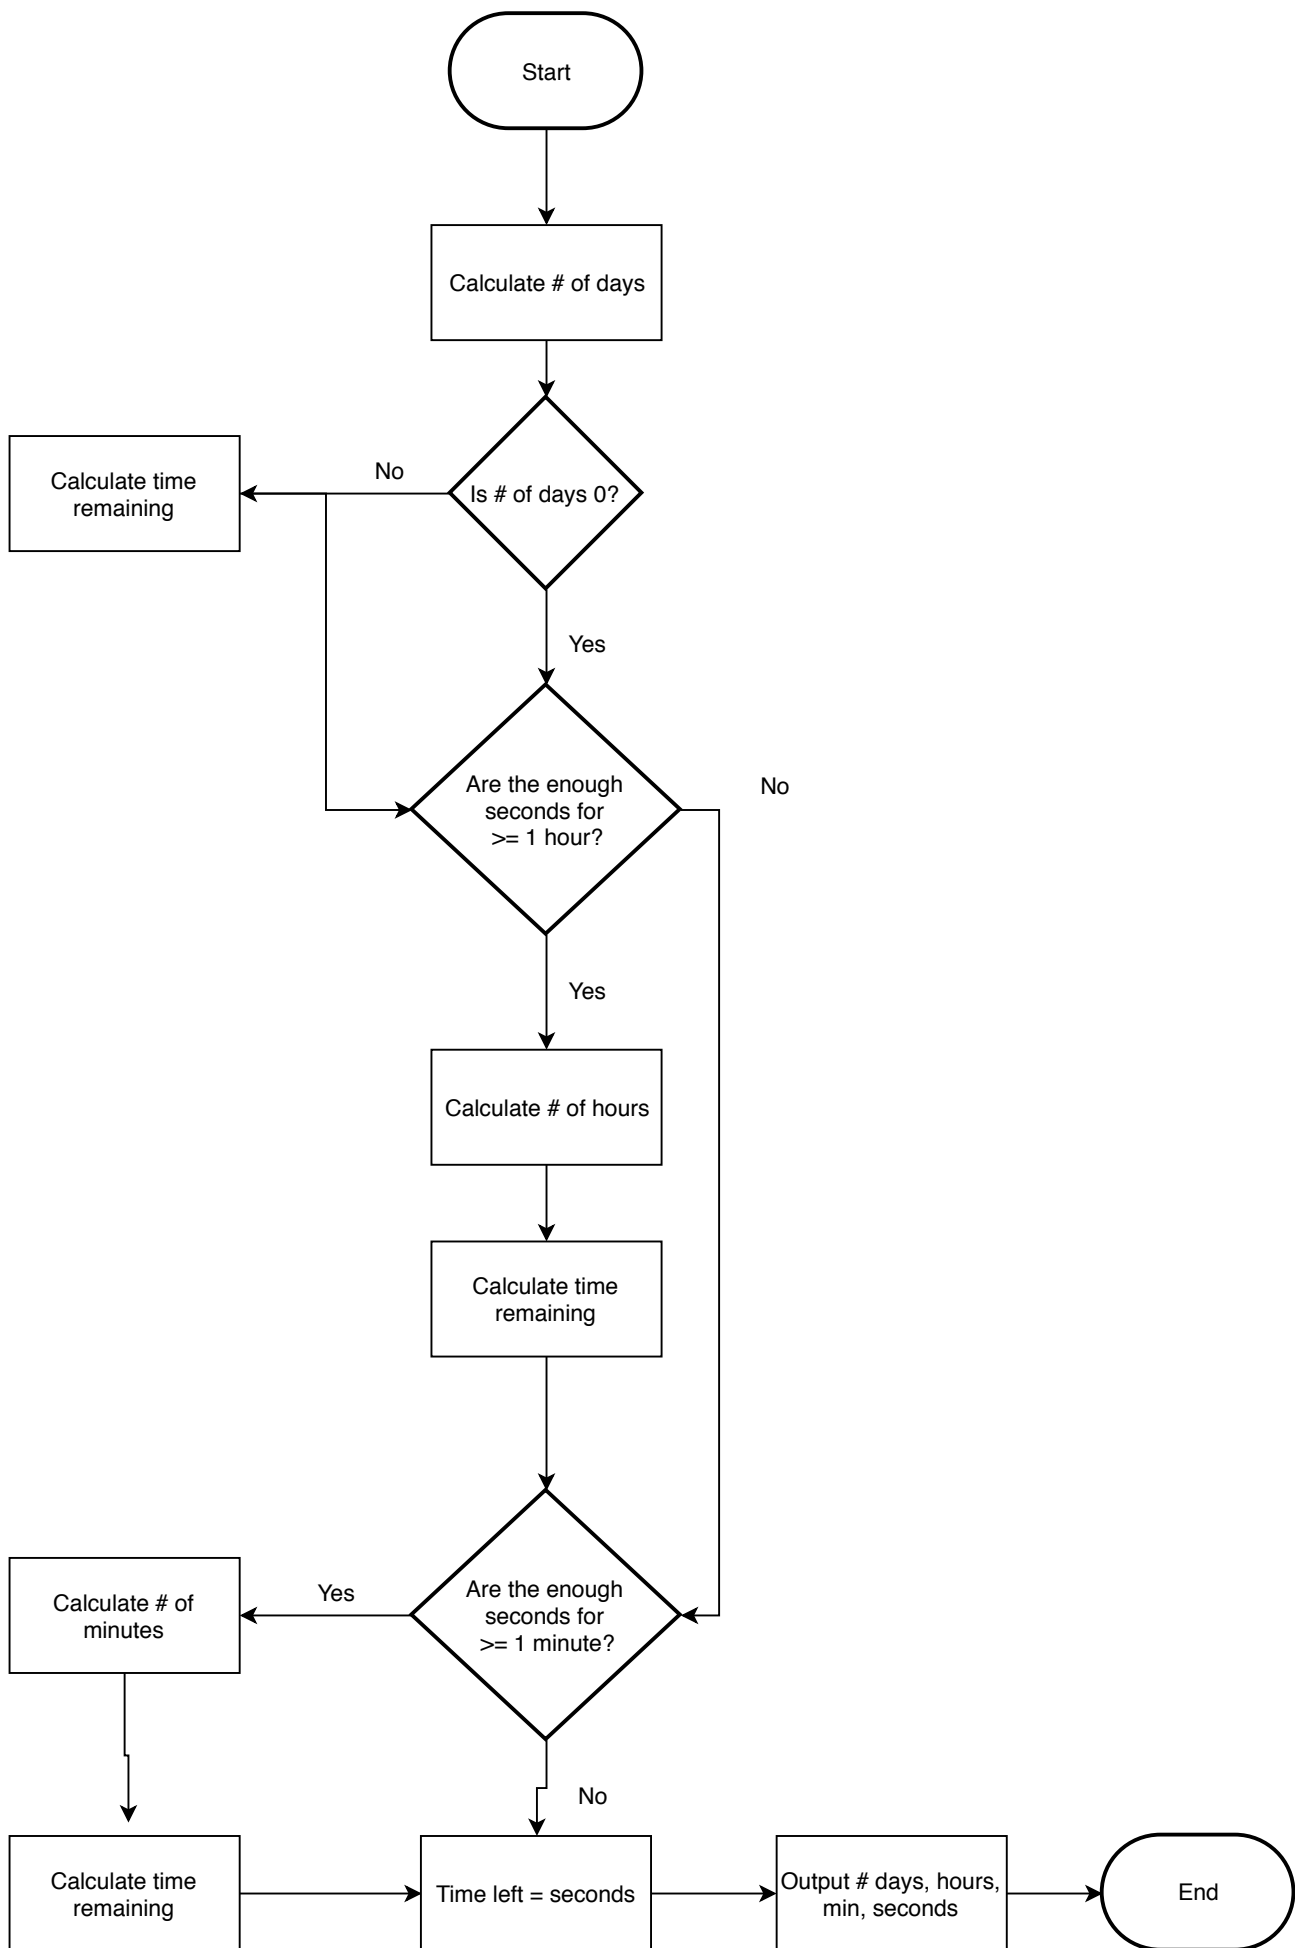 Start
Calculate # of days
No
Calculate time
remaining
Is # of days 0?
Yes
Are the enough
seconds for
>= 1 hour?
No
Yes
Calculate # of hours
Calculate time
remaining
Are the enough
seconds for
>= 1 minute?
Yes
Calculate # of
minutes
No
Calculate time
remaining
Time left = seconds
Output # days, hours,
min, seconds
End